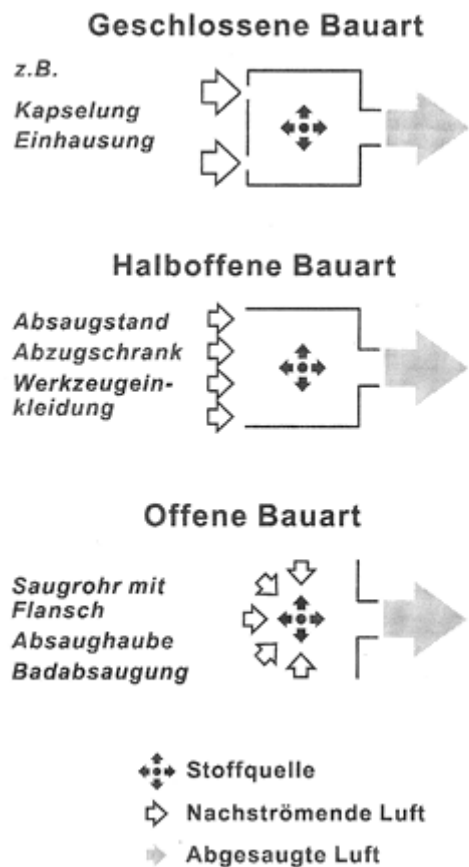 Geschlossene Bauart
z.B.
Kapselung
Einhausung
Halboffene Bauart
Absaugstand
Abzugschrank
Werkzeugein-
kleidung
Offene Bauart
Saugrohr mit
Flansch
Absaughaube
Badabsaugung
Stoffquelle
Nachströmende Luft
Abgesaugte Luft